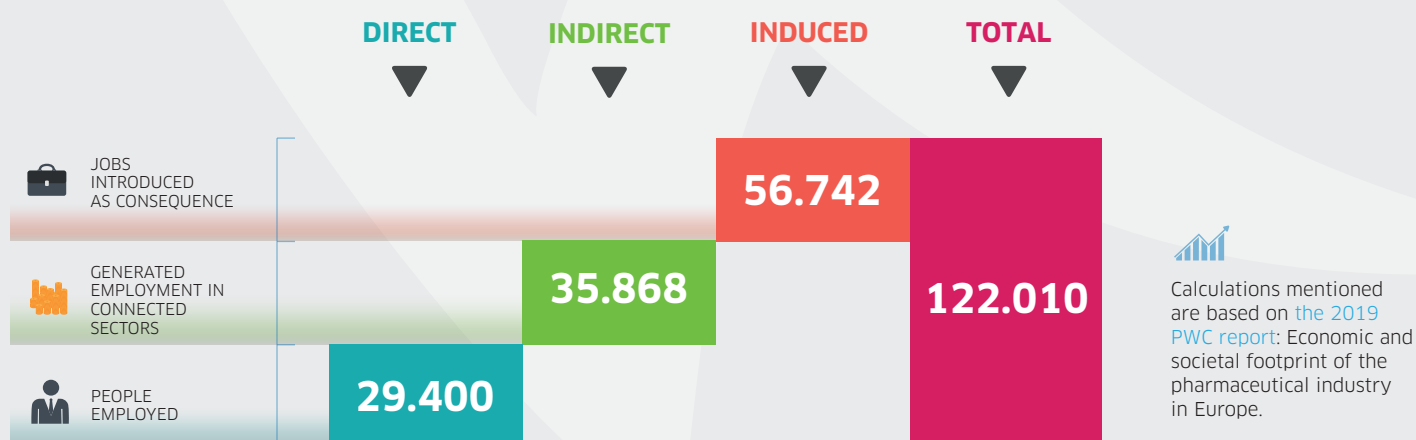 DIRECT
INDIRECT
INDUCED
TOTAL
JOBS
INTRODUCED
AS CONSEQUENCE
56.742
GENERATED
EMPLOYMENT IN
CONNECTED
SECTORS
35.868
122.010
PEOPLE
EMPLOYED
29.400
Calculations mentioned
are based on the 2019
PWC report: Economic and
societal footprint of the
pharmaceutical industry
in Europe.